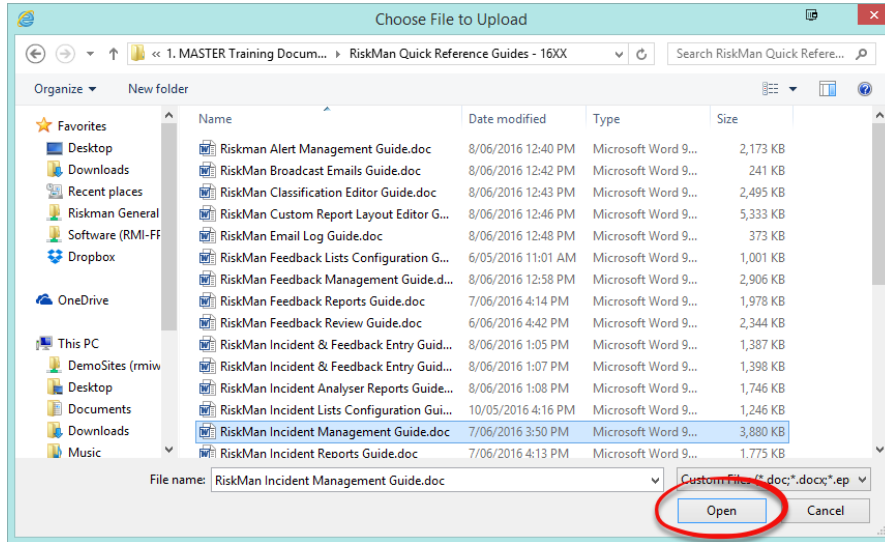 Choose File to Upload
« 1. MASTER Training Docum... RiskMan Quick Reference Guides - 16XX Search RiskMan Quick Refere...
Organize New folder
Name Date modified Type Size
Favorites
Desktop
Downloads
Recent places
Riskman General
Software (RMI-FF
Dropbox
OneDrive
This PC
DemoSites (rmiw
Desktop
Documents
Downloads
Music
Riskman Alert Management Guide.doc 8/06/2016 12:40 PM Microsoft Word 9... 2,173 KB
RiskMan Broadcast Emails Guide.doc 8/06/2016 12:42 PM Microsoft Word 9... 241 KB
RiskMan Classification Editor Guide.doc 8/06/2016 12:43 PM Microsoft Word 9... 2,495 KB
RiskMan Custom Report Layout Editor G... 8/06/2016 12:46 PM Microsoft Word 9... 5,333 KB
RiskMan Email Log Guide.doc 8/06/2016 12:48 PM Microsoft Word 9... 373 KB
RiskMan Feedback Lists Configuration G... 6/05/2016 11:01 AM Microsoft Word 9... 1,001 KB
RiskMan Feedback Management Guide.d... 8/06/2016 12:58 PM Microsoft Word 9... 2,906 KB
RiskMan Feedback Reports Guide.doc 7/06/2016 4:14 PM Microsoft Word 9... 1,978 KB
RiskMan Feedback Review Guide.doc 6/06/2016 4:42 PM Microsoft Word 9... 2,344 KB
RiskMan Incident & Feedback Entry Guid... 8/06/2016 1:05 PM Microsoft Word 9... 1,387 KB
RiskMan Incident & Feedback Entry Guid... 8/06/2016 1:07 PM Microsoft Word 9... 1,398 KB
RiskMan Incident Analyser Reports Guide... 8/06/2016 1:08 PM Microsoft Word 9... 1,746 KB
RiskMan Incident Lists Configuration Gui... 10/05/2016 4:16 PM Microsoft Word 9... 1,246 KB
RiskMan Incident Management Guide.doc 7/06/2016 3:50 PM Microsoft Word 9... 3,880 KB
RiskMan Incident Reports Guide.doc 7/06/2016 4:13 PM Microsoft Word 9... 1,775 KB
File name: RiskMan Incident Management Guide.doc Custom Files (*.doc;*.docx;*.ep
Open Cancel